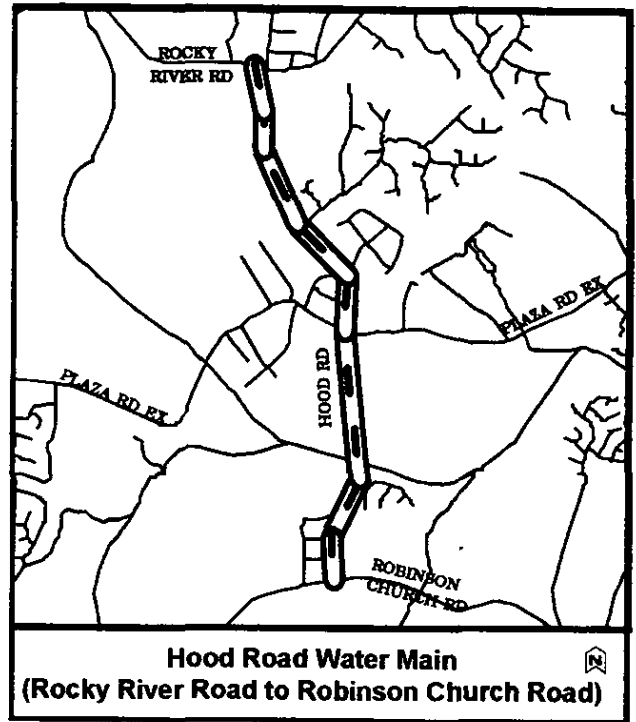 ROCKY
RIVER RD
PLAZA RD EX
HOOD RD
PLAZA RD EX
ROBINSON
CHURCH RD
Hood Road Water Main
N
(Rocky River Road to Robinson Church Road)